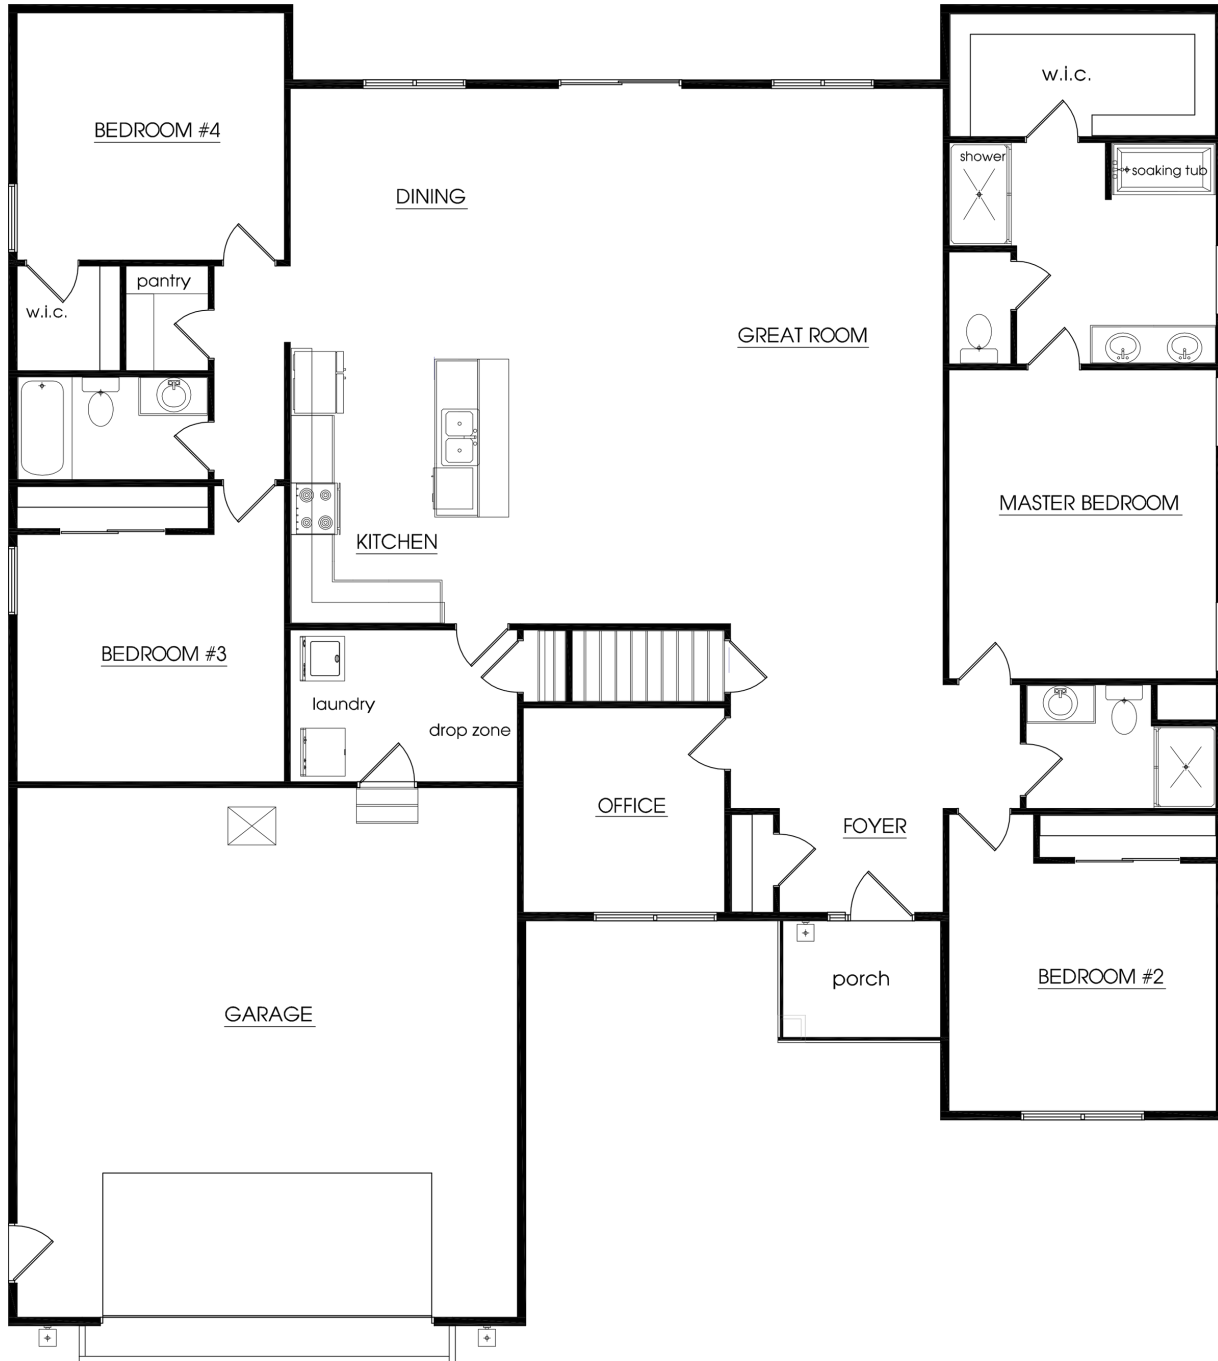 w.i.c.
BEDROOM #4
shower
soaking tub
DINING
pantry
w.i.c.
GREAT ROOM
MASTER BEDROOM
KITCHEN
BEDROOM #3
laundry
drop zone
OFFICE
FOYER
BEDROOM #2
porch
GARAGE